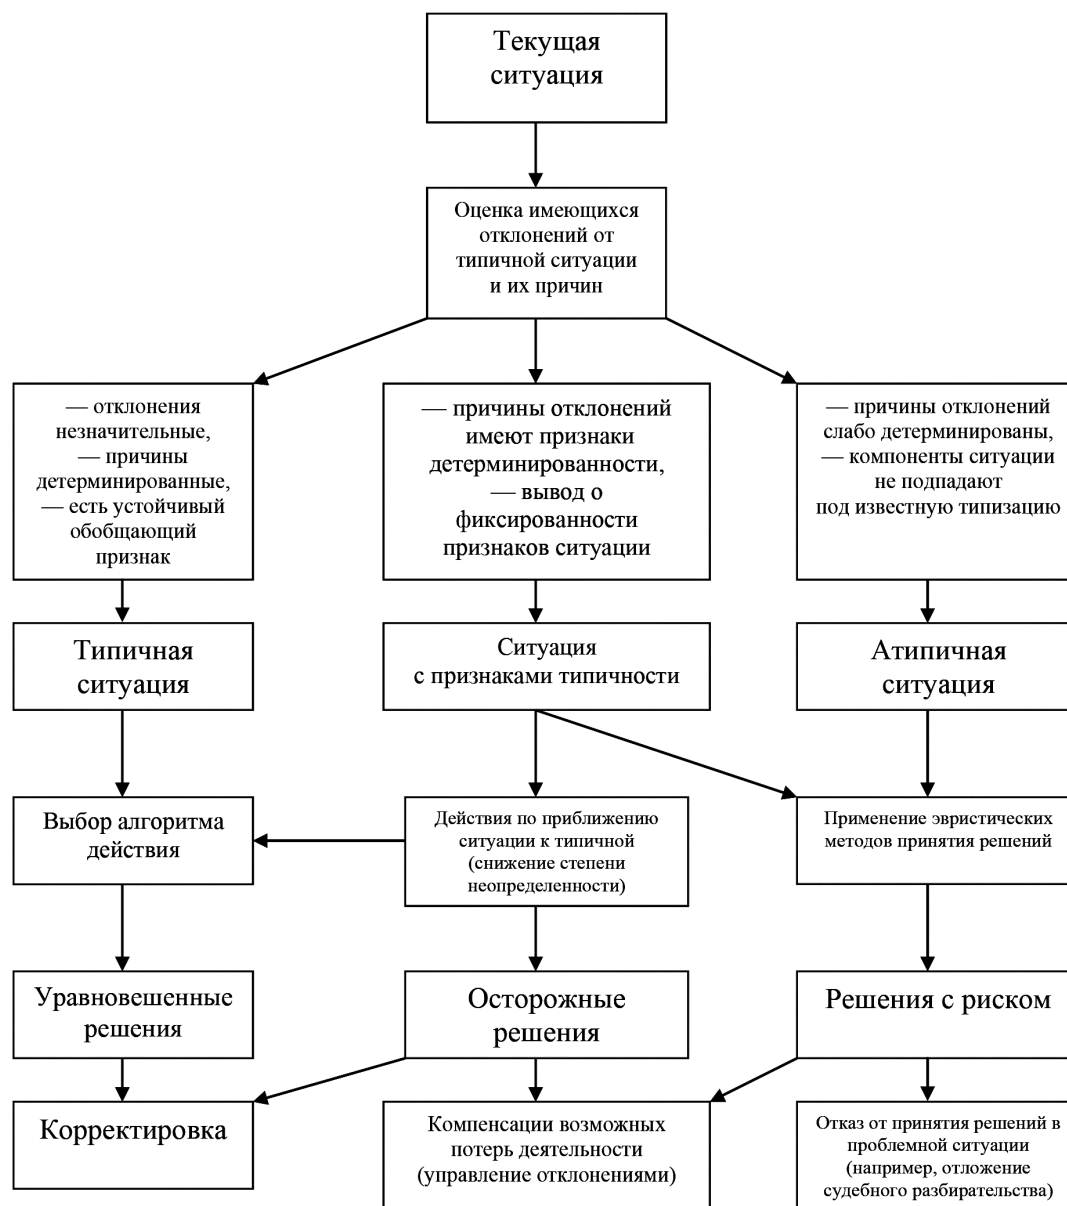 Текущая
ситуация
Оценка имеющихся
отклонений от
типичной ситуации
и их причин
— отклонения
незначительные,
— причины
детерминированные,
— есть устойчивый
обобщающий
признак
— причины отклонений
имеют признаки
детерминированности,
— вывод о
фиксированности
признаков ситуации
— причины отклонений
слабо детерминированы,
— компоненты ситуации
не подпадают
под известную типизацию
Типичная
ситуация
Ситуация
с признаками типичности
Атипичная
ситуация
Выбор алгоритма
действия
Действия по приближению
ситуации к типичной
(снижение степени
неопределенности)
Применение эвристических
методов принятия решений
Уравновешенные
решения
Осторожные
решения
Решения с риском
Корректировка
Компенсации возможных
потерь деятельности
(управление отклонениями)
Отказ от принятия решений в
проблемной ситуации
(например, отложение
судебного разбирательства)